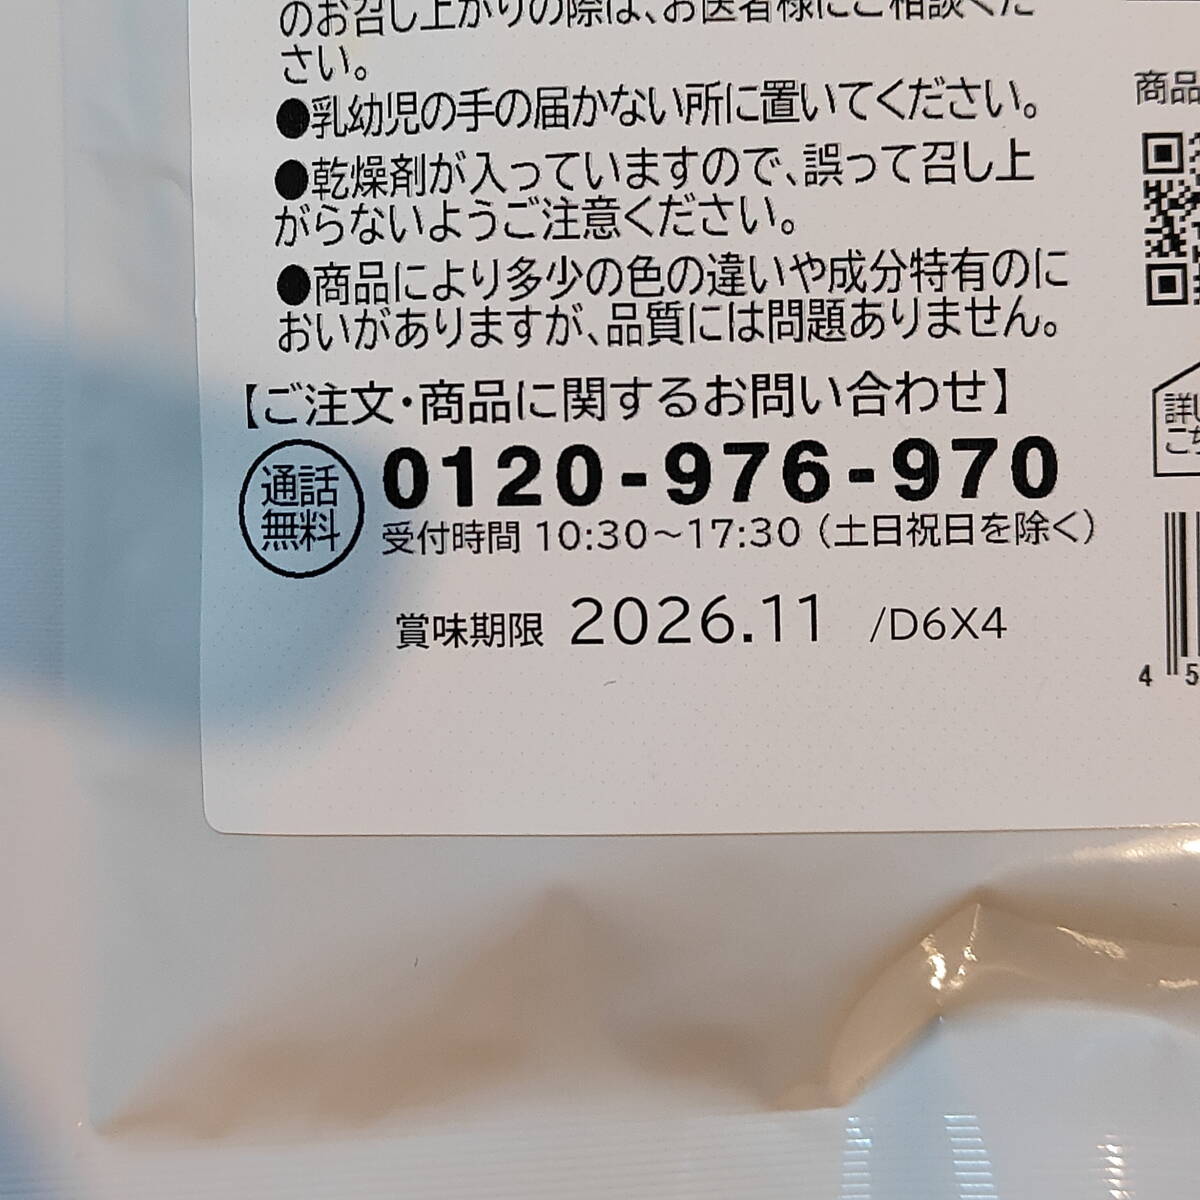 のお召し上がりの際は、お医者様にご相談くだ
さい。
●乳幼児の手の届かない所に置いてください。
●乾燥剤が入っていますので、誤って召し上
がらないようご注意ください。
●商品により多少の色の違いや成分特有のに
おいがありますが、品質には問題ありません。
【ご注文・商品に関するお問い合わせ】
通話
無料
0120-976-970
受付時間 10:30～17:30（土日祝日を除く）
賞味期限 2026.11 /D6X4
商品
詳し
こち
4 5